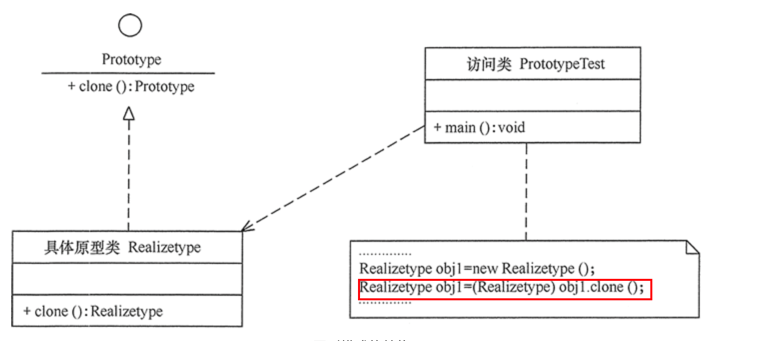 Prototype
+ clone ():Prototype
访问类 PrototypeTest
+ main ():void
具体原型类 Realizetype
+ clone ():Realizetype
..............
Realizetype obj1=new Realizetype ();
Realizetype obj1=(Realizetype) obj1.clone ();
..............